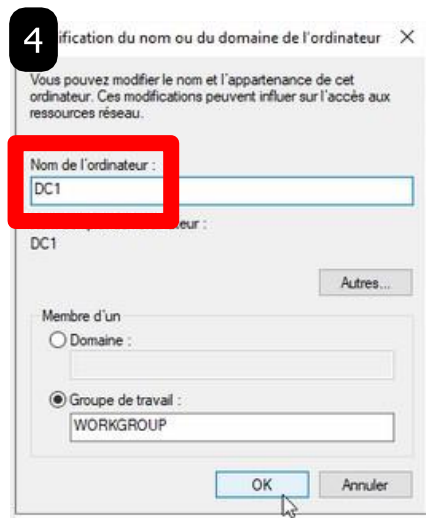 4
ification du nom ou du domaine de l'ordinateur
Vous pouvez modifier le nom et l'appartenance de cet
ordinateur. Ces modifications peuvent influer sur l'accès aux
ressources réseau.
Nom de l'ordinateur :
DC1
eur :
DC1
Autres...
Membre d'un
Domaine :
Groupe de travail :
WORKGROUP
OK Annuler